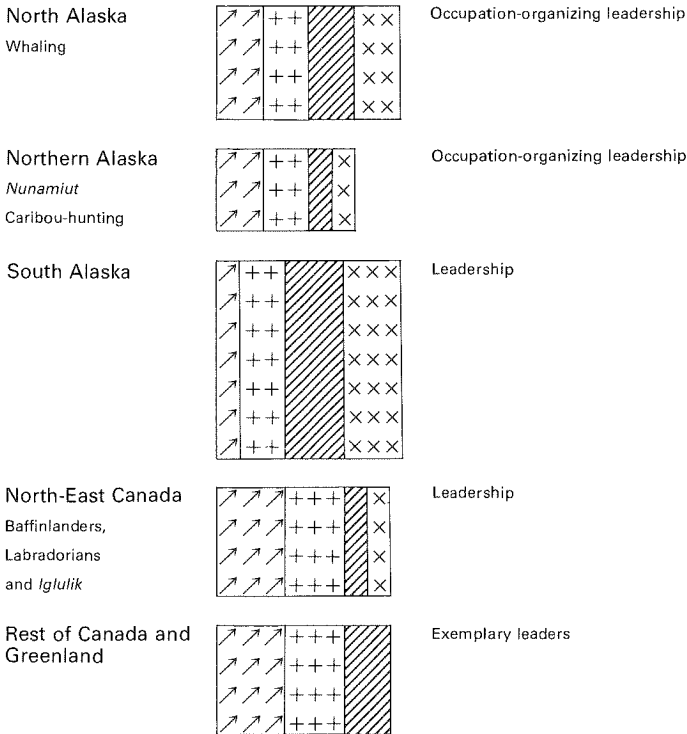 North Alaska
Whaling
Occupation-organizing leadership
Northern Alaska
Nunamiut
Caribou-hunting
Occupation-organizing leadership
South Alaska
Leadership
North-East Canada
Baffinlanders,
Labradorians
and Iglulik
Leadership
Rest of Canada and
Greenland
Exemplary leaders